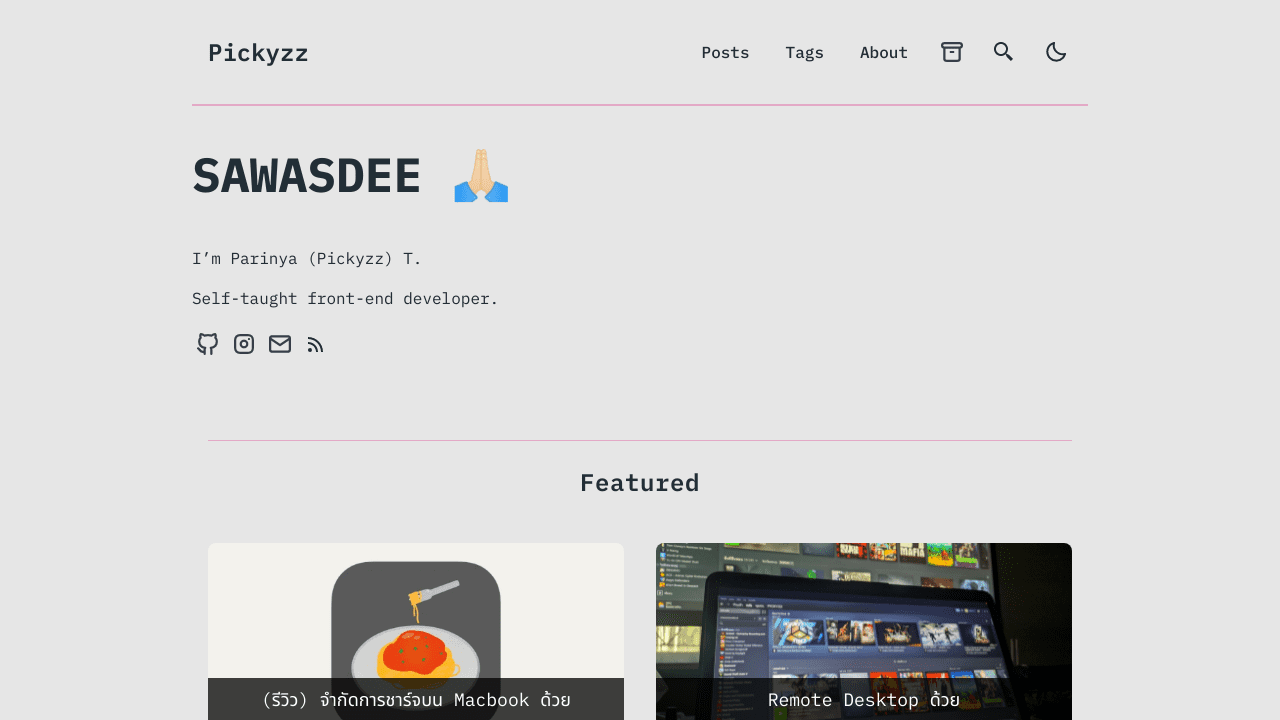 Pickyzz
Posts Tags About
SAWASDEE
I’m Parinya (Pickyzz) T.
Self-taught front-end developer.
Featured
(รีวิว) จำกัดการชาร์จบน Macbook ด้วย
Remote Desktop ด้วย